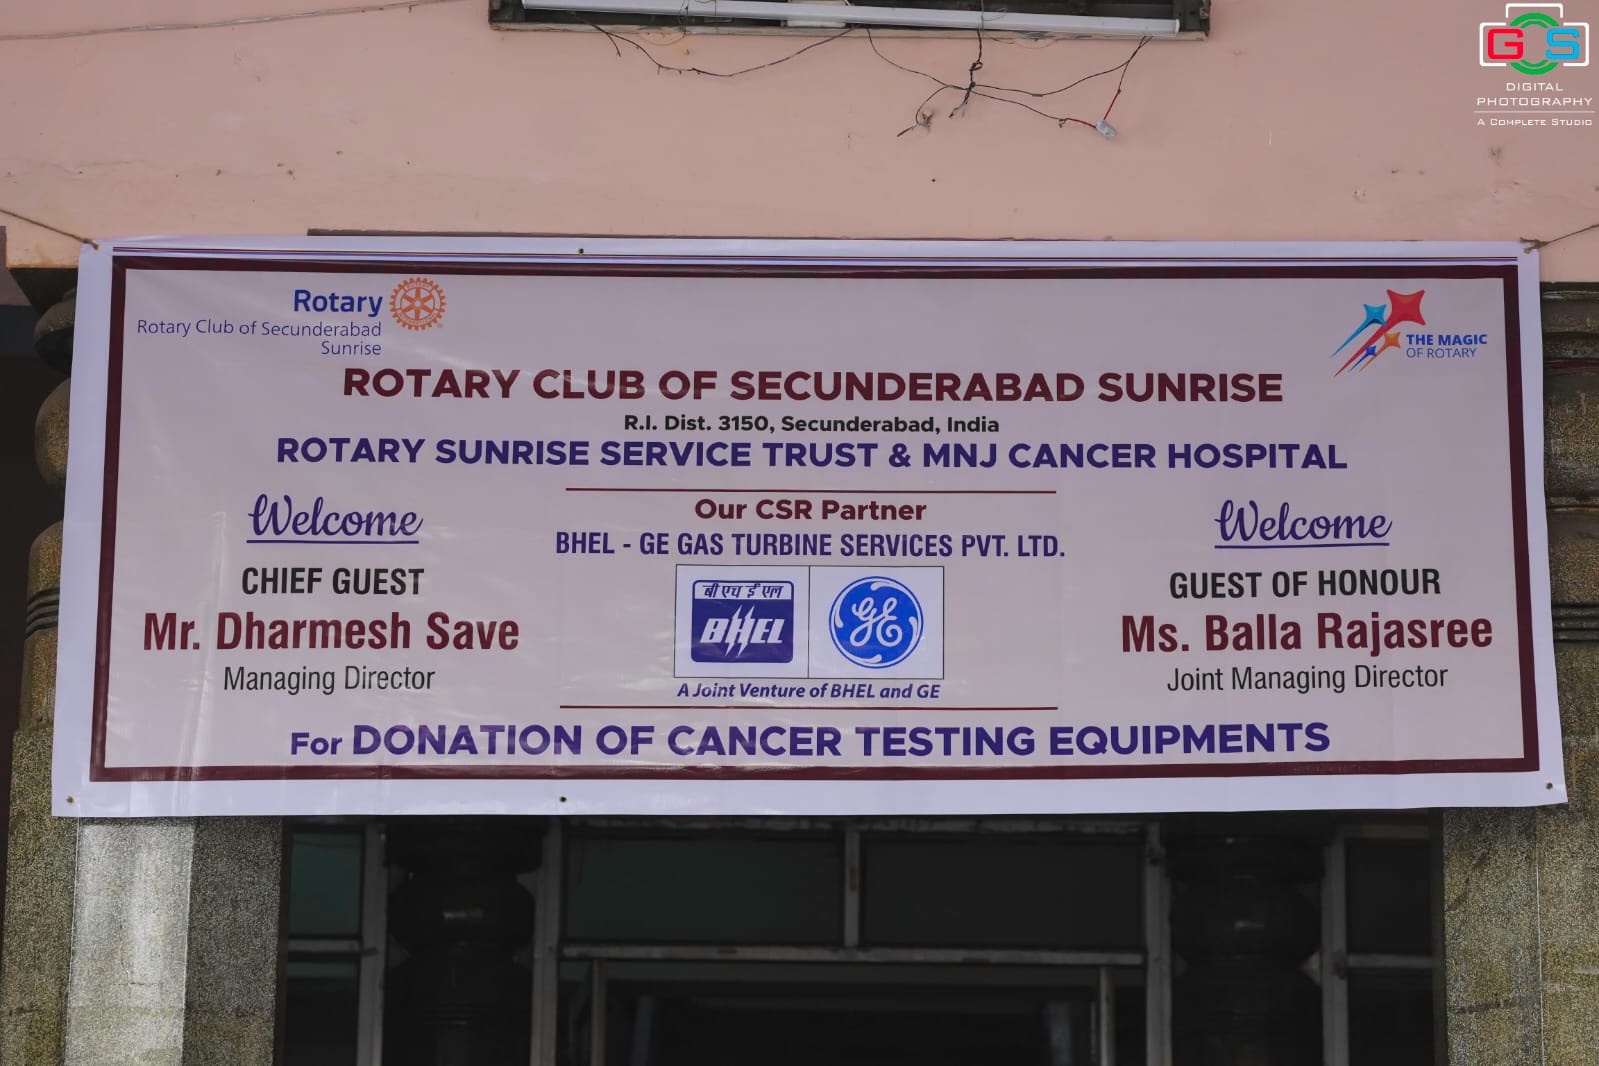 GCS
DIGITAL
PHOTOGRAPHY
A COMPLETE STUDIO
Rotary
Rotary Club of Secunderabad
Sunrise
THE MAGIC
OF ROTARY
ROTARY CLUB OF SECUNDERABAD SUNRISE
R.I. Dist. 3150, Secunderabad, India
ROTARY SUNRISE SERVICE TRUST & MNJ CANCER HOSPITAL
Welcome
CHIEF GUEST
Mr. Dharmesh Save
Managing Director
Our CSR Partner
BHEL - GE GAS TURBINE SERVICES PVT. LTD.
बी एच ई एल
BHEL
GE
A Joint Venture of BHEL and GE
Welcome
GUEST OF HONOUR
Ms. Balla Rajasree
Joint Managing Director
For DONATION OF CANCER TESTING EQUIPMENTS